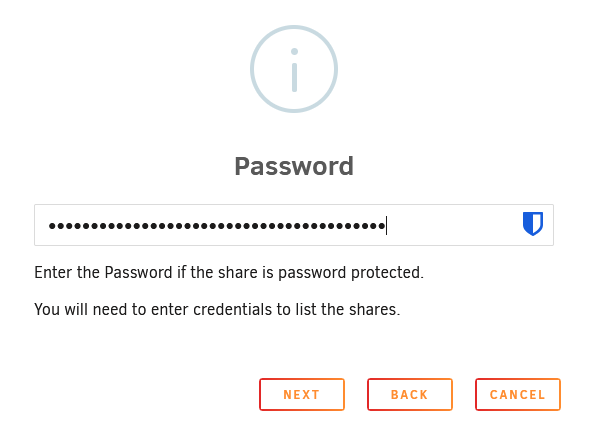 Password
Enter the Password if the share is password protected.
You will need to enter credentials to list the shares.
NEXT BACK CANCEL